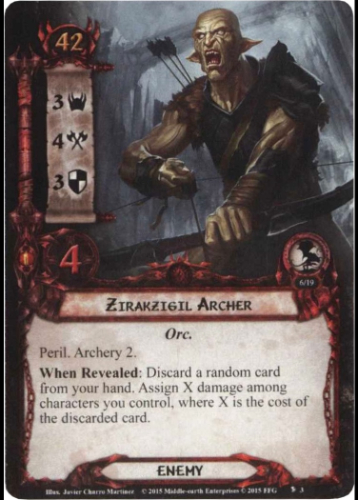 42
3
4
3
4
6/19
Zirakzigil Archer
Orc.
Peril. Archery 2.
When Revealed: Discard a random card
from your hand. Assign X damage among
characters you control, where X is the cost of
the discarded card.
Illus. Javier Charro Martinez © 2015 Middle-earth Enterprises © 2015 FFG 3
ENEMY